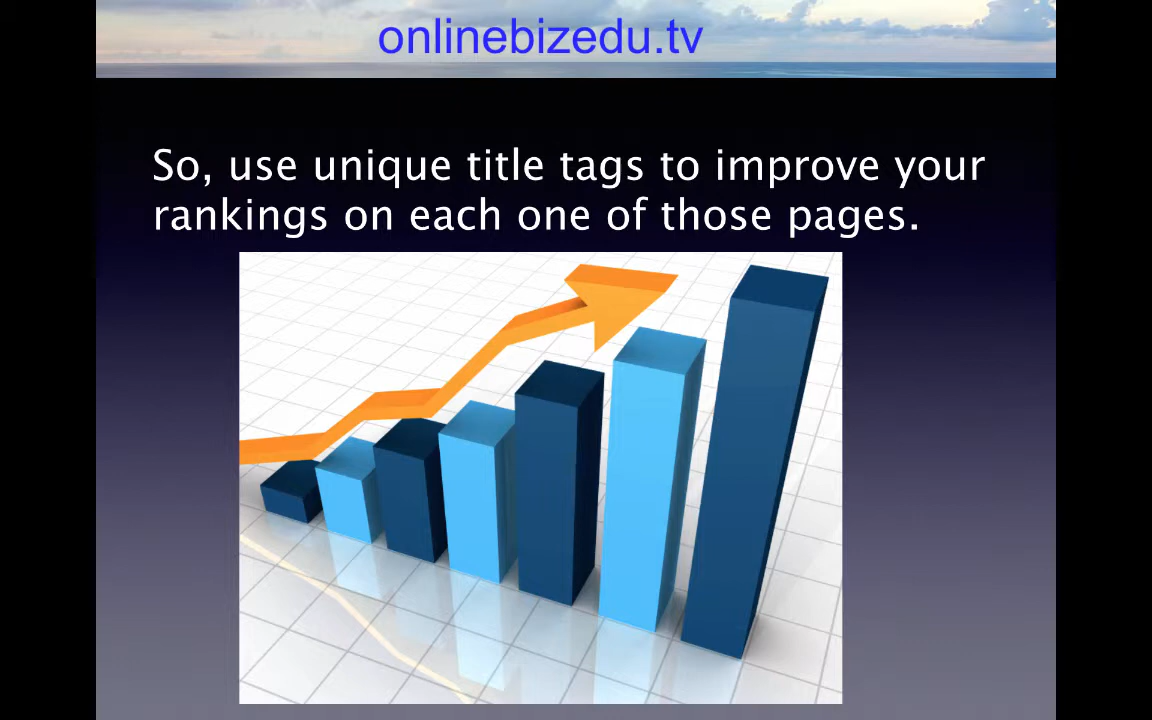 onlinebizedu.tv
So, use unique title tags to improve your
rankings on each one of those pages.